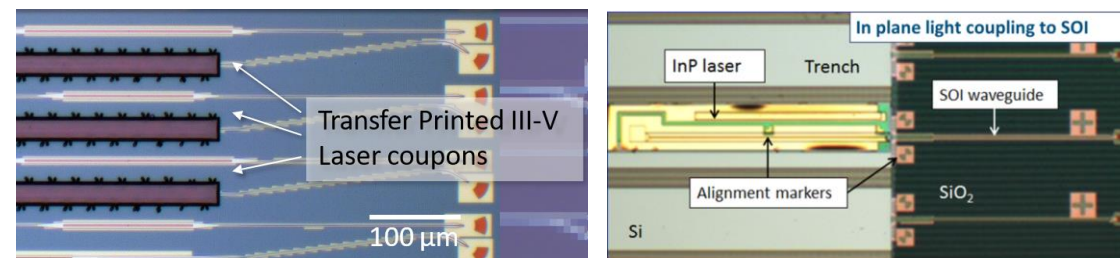 Transfer Printed III-V
Laser coupons
100 µm
In plane light coupling to SOI
InP laser
Trench
SOI waveguide
Alignment markers
SiO₂
Si